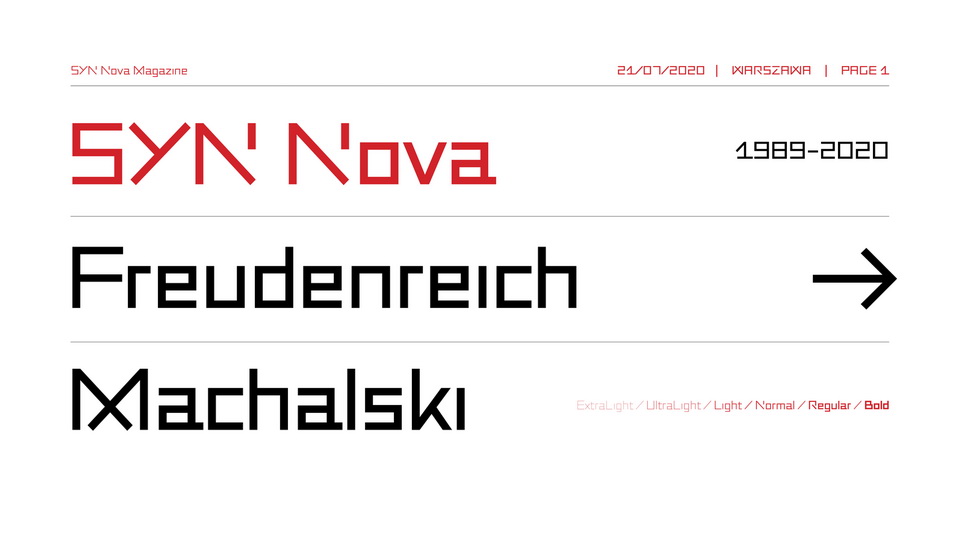 SYN Nova Magazine
21/07/2020 | WARSZAWA | PAGE 1
SYN Nova
1989-2020
Freudenreich
→
Machalski
ExtraLight / UltraLight / Light / Normal / Regular / Bold